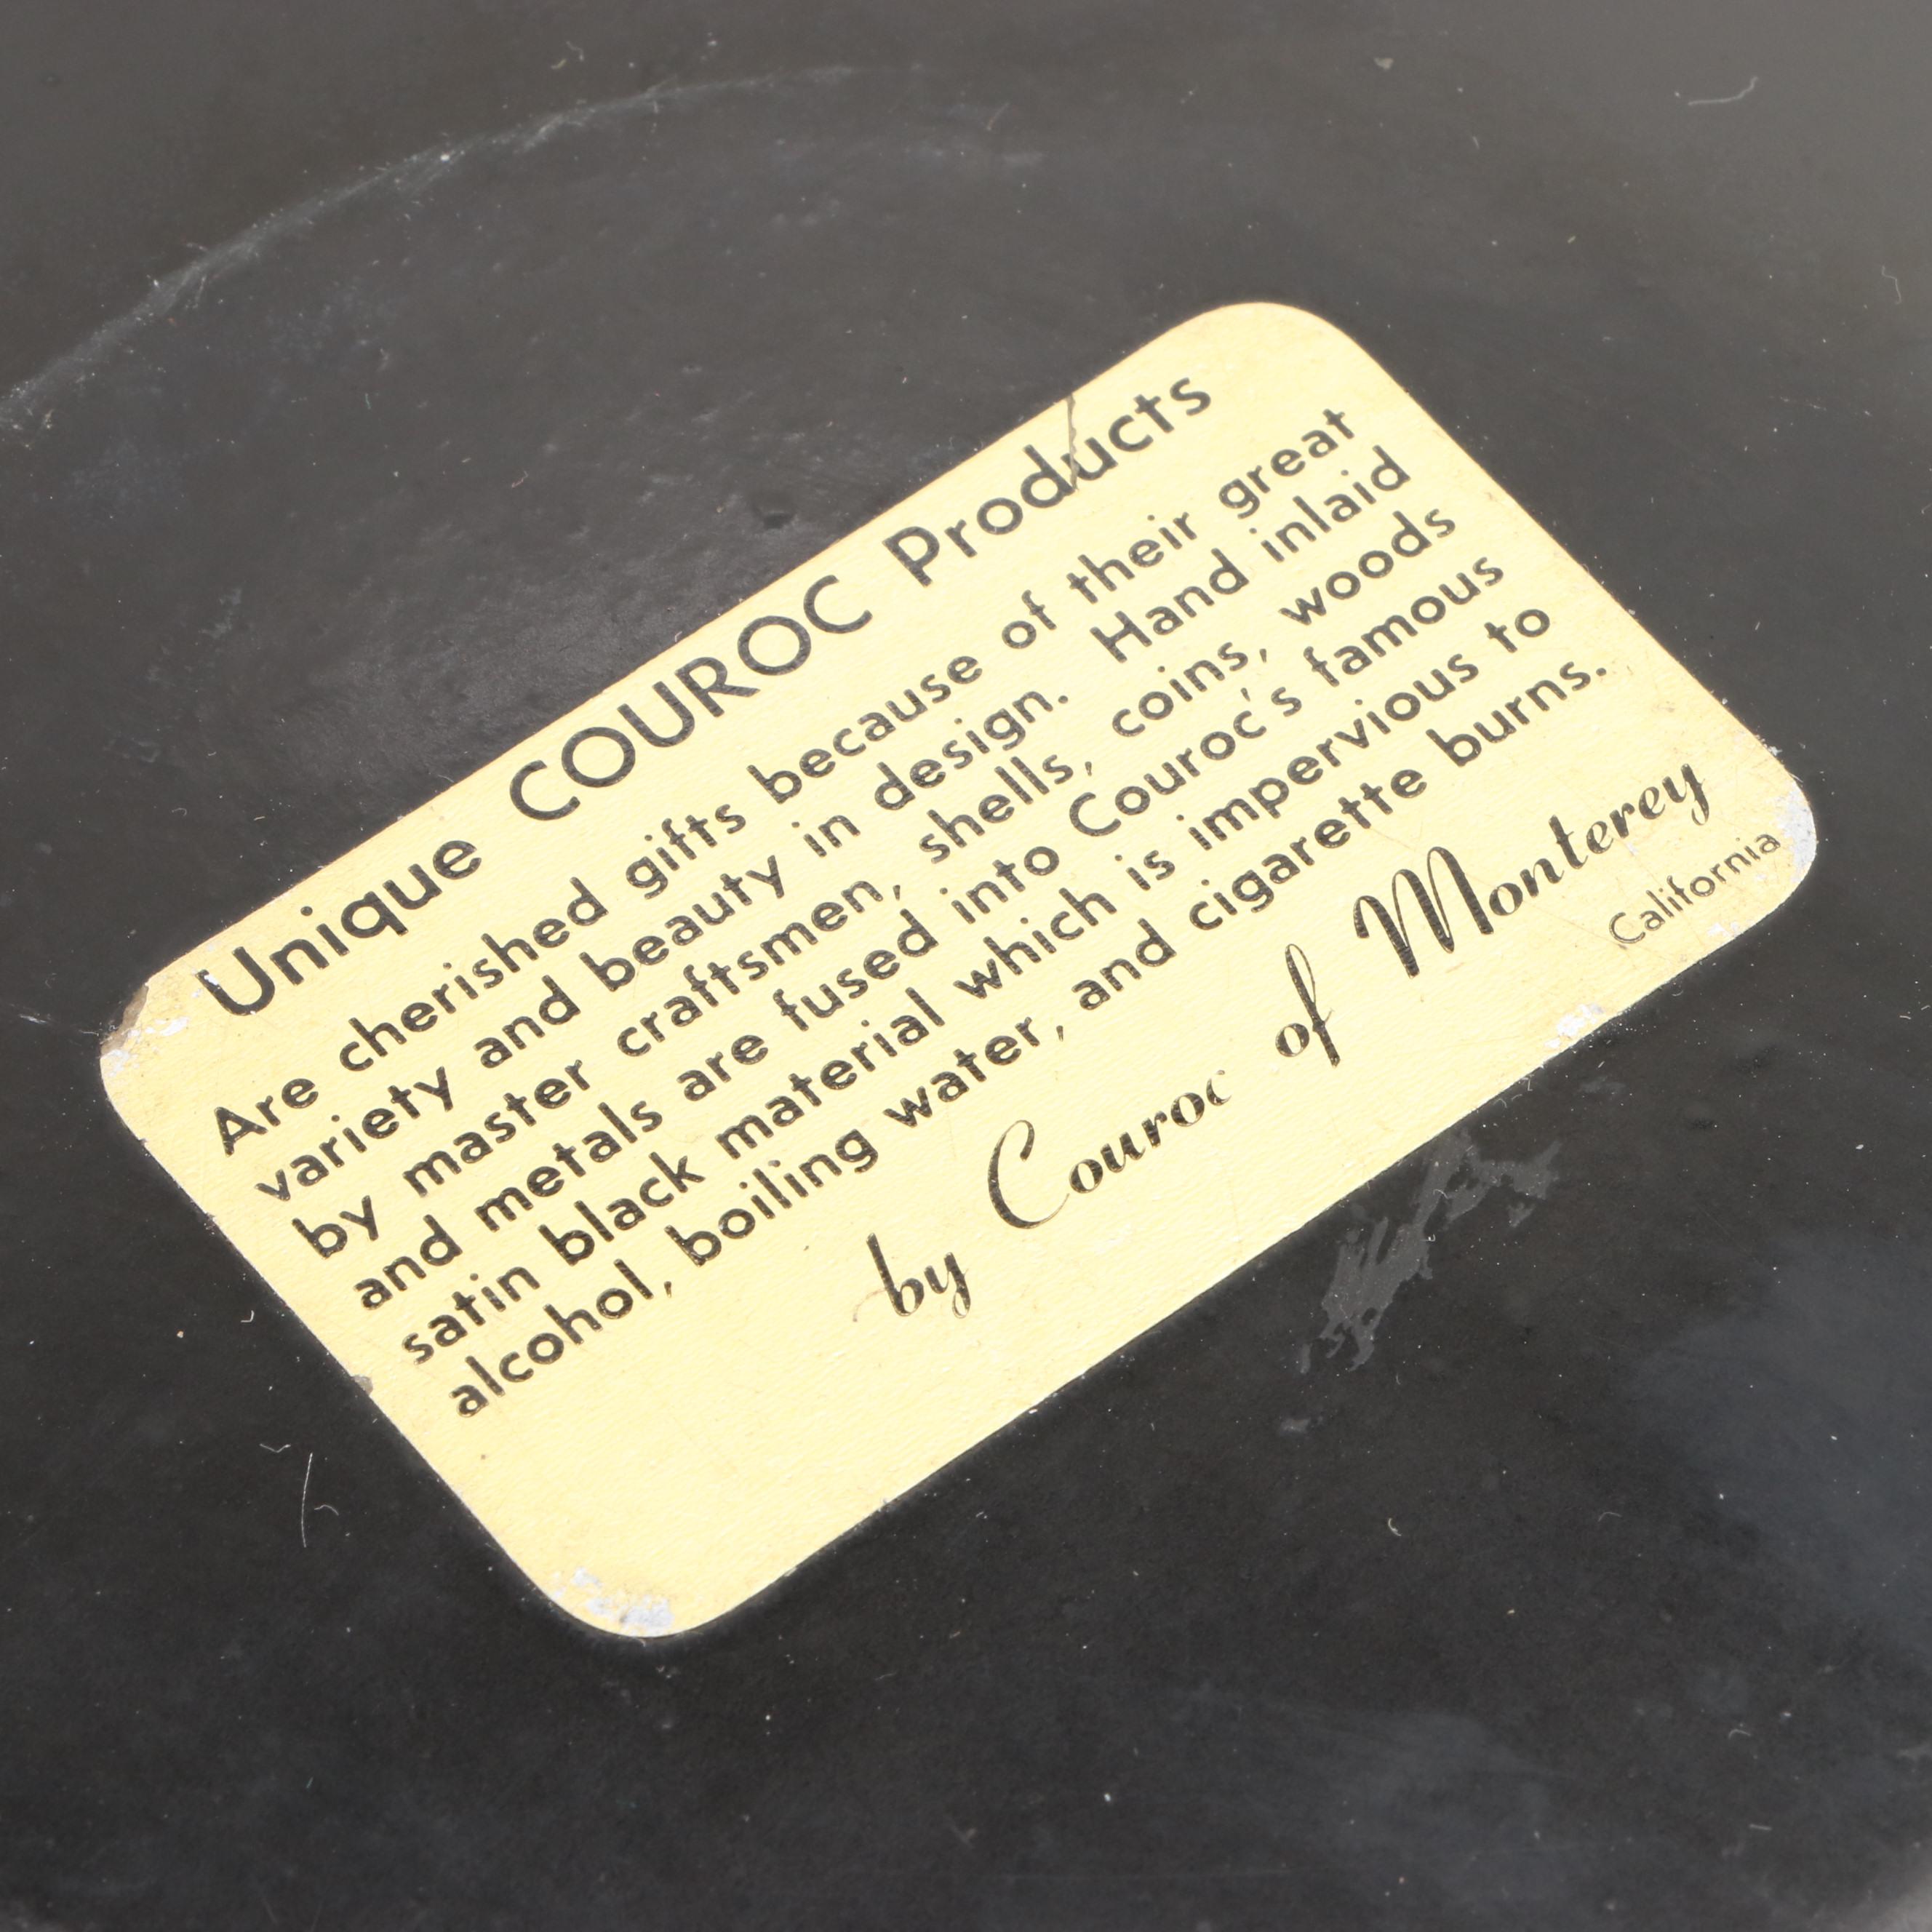 Unique COUROC Products
Are cherished gifts because of their great
variety and beauty in design. Hand inlaid
by master craftsmen, shells, coins, woods
and metals are fused into Couroc's famous
satin black material which is impervious to
alcohol, boiling water, and cigarette burns.
by Couroc of Monterey
California